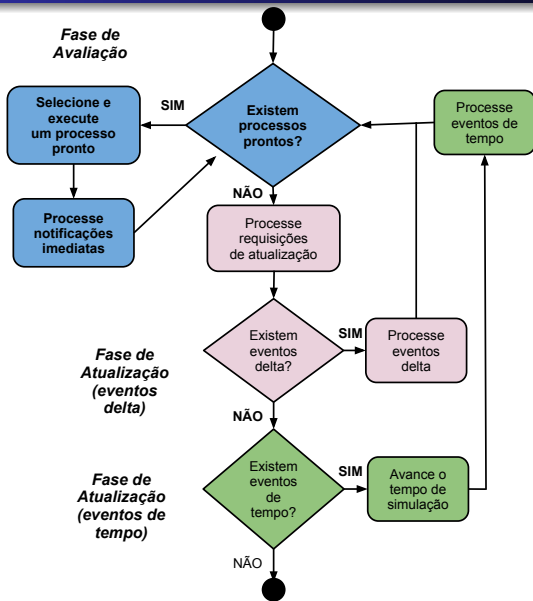 Fase de
Avaliação
Selecione e
execute
um processo
pronto
SIM
Existem
processos
prontos?
Processe
eventos de
tempo
NÃO
Processe
notificações
imediatas
Processe
requisições
de atualização
Fase de
Atualização
(eventos
delta)
Existem
eventos
delta?
SIM
Processe
eventos
delta
NÃO
Fase de
Atualização
(eventos de
tempo)
Existem
eventos
de
tempo?
SIM
Avance o
tempo de
simulação
NÃO